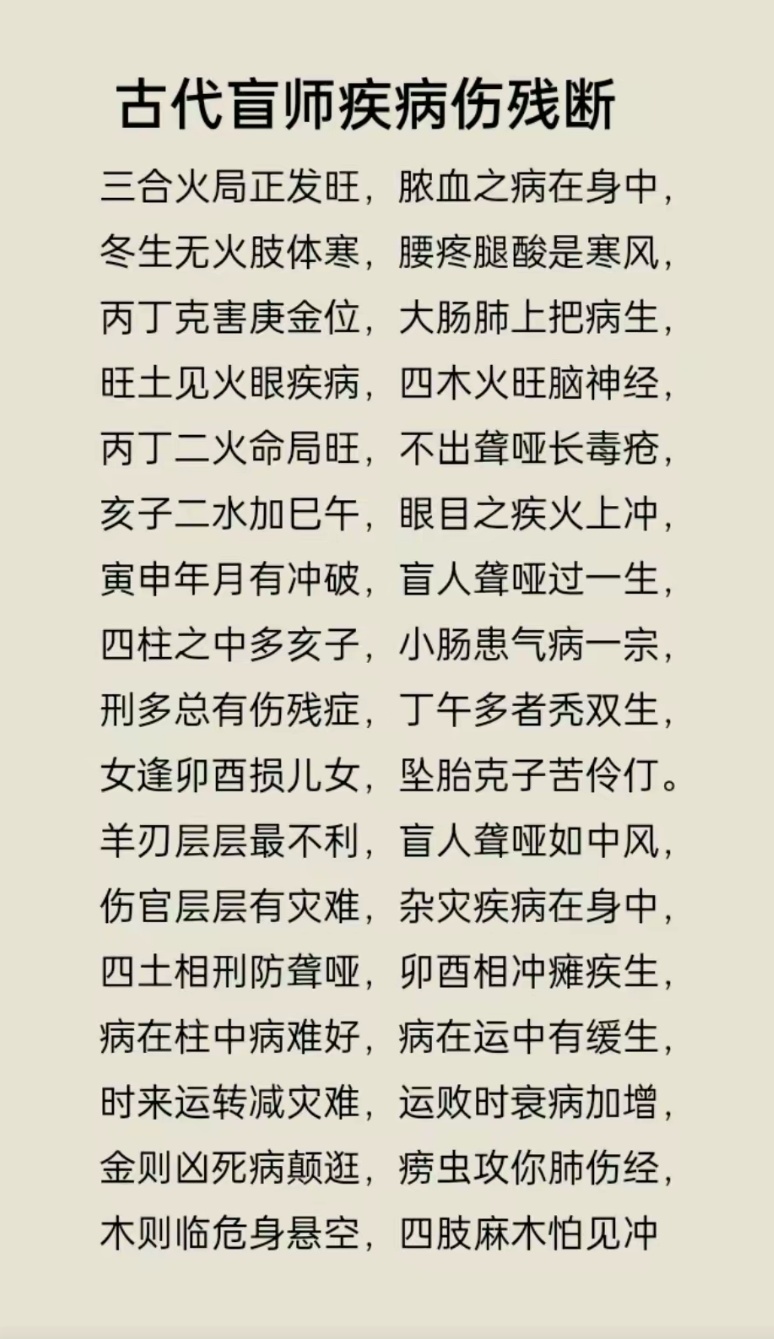 古代盲师疾病伤残断
三合火局正发旺，脓血之病在身中，
冬生无火肢体寒，腰疼腿酸是寒风，
丙丁克害庚金位，大肠肺上把病生，
旺土见火眼疾病，四木火旺脑神经，
丙丁二火命局旺，不出聋哑长毒疮，
亥子二水加巳午，眼目之疾火上冲，
寅申年月有冲破，盲人聋哑过一生，
四柱之中多亥子，小肠患气病一宗，
刑多总有伤残症，丁午多者秃双生，
女逢卯酉损儿女，坠胎克子苦伶仃。
羊刃层层最不利，盲人聋哑如中风，
伤官层层有灾难，杂灾疾病在身中，
四土相刑防聋哑，卯酉相冲瘫疾生，
病在柱中病难好，病在运中有缓生，
时来运转减灾难，运败时衰病加增，
金则凶死病颠逛，痨虫攻你肺伤经，
木则临危身悬空，四肢麻木怕见冲